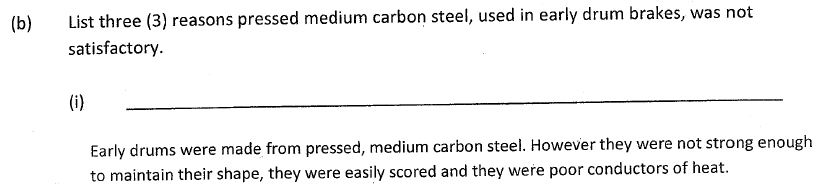 (b) List three (3) reasons pressed medium carbon steel, used in early drum brakes, was not
satisfactory.
(i)
Early drums were made from pressed, medium carbon steel. However they were not strong enough
to maintain their shape, they were easily scored and they were poor conductors of heat.